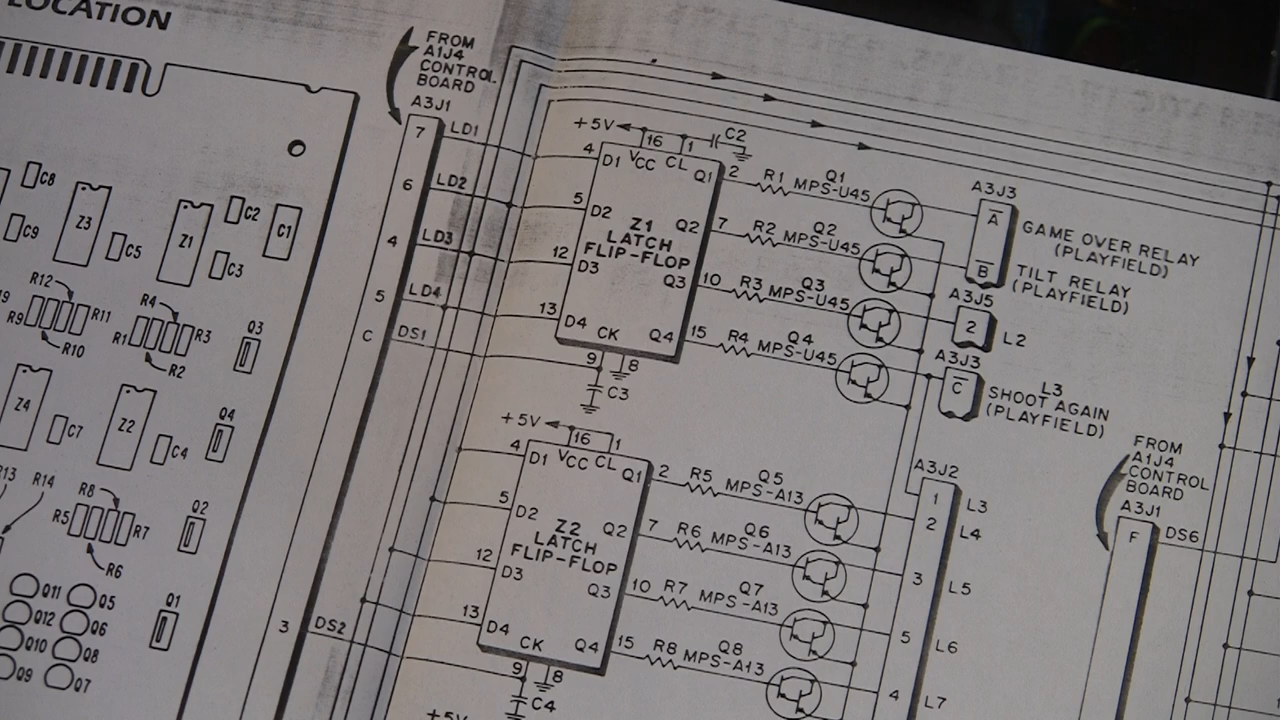 LOCATION
C8
C9
Z3
C5
Z1
C2
C3
C1
R12
R11
R9
R10
R4
R1
R3
R2
Q3
Z4
C7
Z2
C4
Q4
R14
R8
R5
R7
R6
Q2
Q11
Q5
Q12
Q6
Q10
Q8
Q9
Q7
Q1
FROM
A1J4
CONTROL
BOARD
A3J1
7 LD1
6 LD2
4 LD3
5 LD4
C DS1
3 DS2
+5V
16
1
C2
4 D1 VCC CL Q1 2
5 D2 Q2 7
Z1
LATCH
FLIP-FLOP
12 D3 Q3 10
13 D4 CK Q4 15
9
8
C3
R1 MPS-U45 Q1
R2 MPS-U45 Q2
R3 MPS-U45 Q3
R4 MPS-U45 Q4
A3J3
A
GAME OVER RELAY
(PLAYFIELD)
B
TILT RELAY
(PLAYFIELD)
A3J5
2 L2
A3J3
C
L3
SHOOT AGAIN
(PLAYFIELD)
+5V
16
1
4 D1 VCC CL Q1 2
5 D2 Q2 7
Z2
LATCH
FLIP-FLOP
12 D3 Q3 10
13 D4 CK Q4 15
9
8
C4
+5V
R5 MPS-A13 Q5
R6 MPS-A13 Q6
R7 MPS-A13 Q7
R8 MPS-A13 Q8
A3J2
1 L3
2 L4
3 L5
5 L6
4 L7
FROM
A1J4
CONTROL
BOARD
A3J1
F DS6